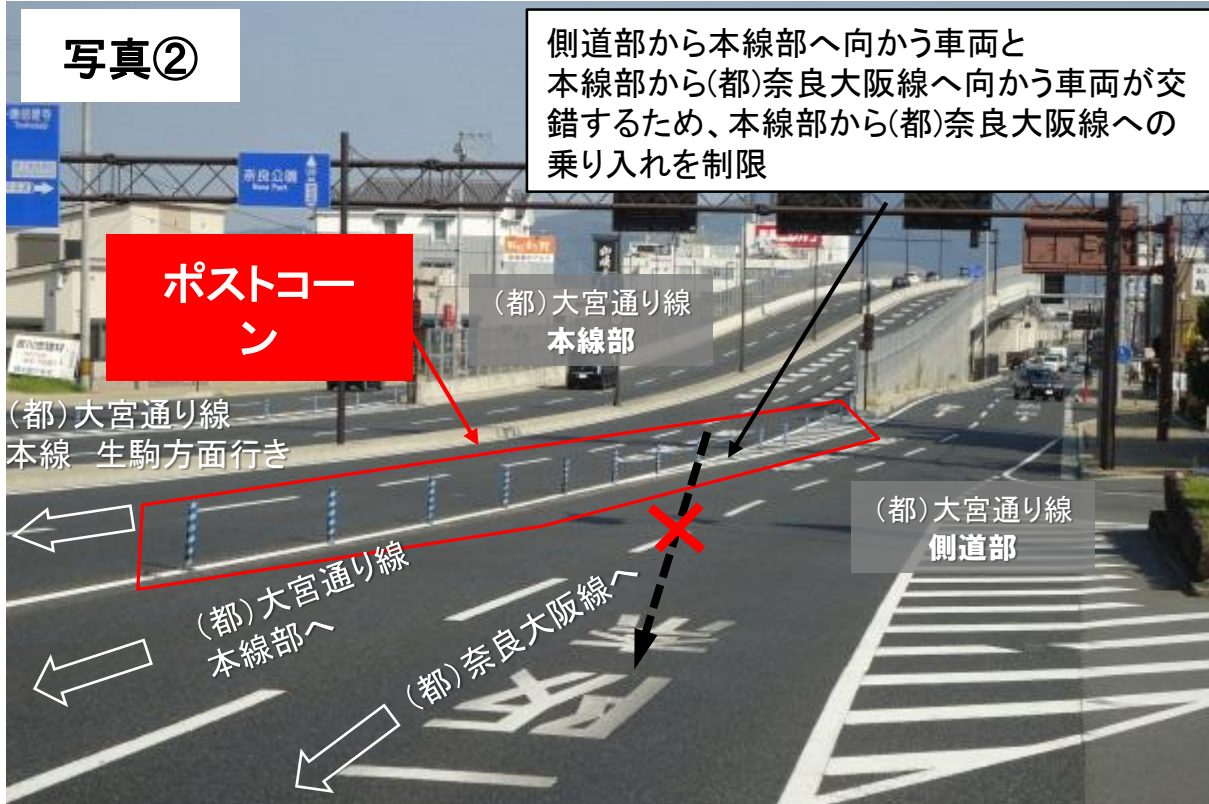 写真②
側道部から本線部へ向かう車両と
本線部から(都)奈良大阪線へ向かう車両が交
錯するため、本線部から(都)奈良大阪線への
乗り入れを制限
奈良公園
Nara Park
ポストコー
ン
(都)大宮通り線
本線部
(都)大宮通り線
本線 生駒方面行き
(都)大宮通り線
側道部
(都)大宮通り線
本線部へ
(都)奈良大阪線へ
大阪